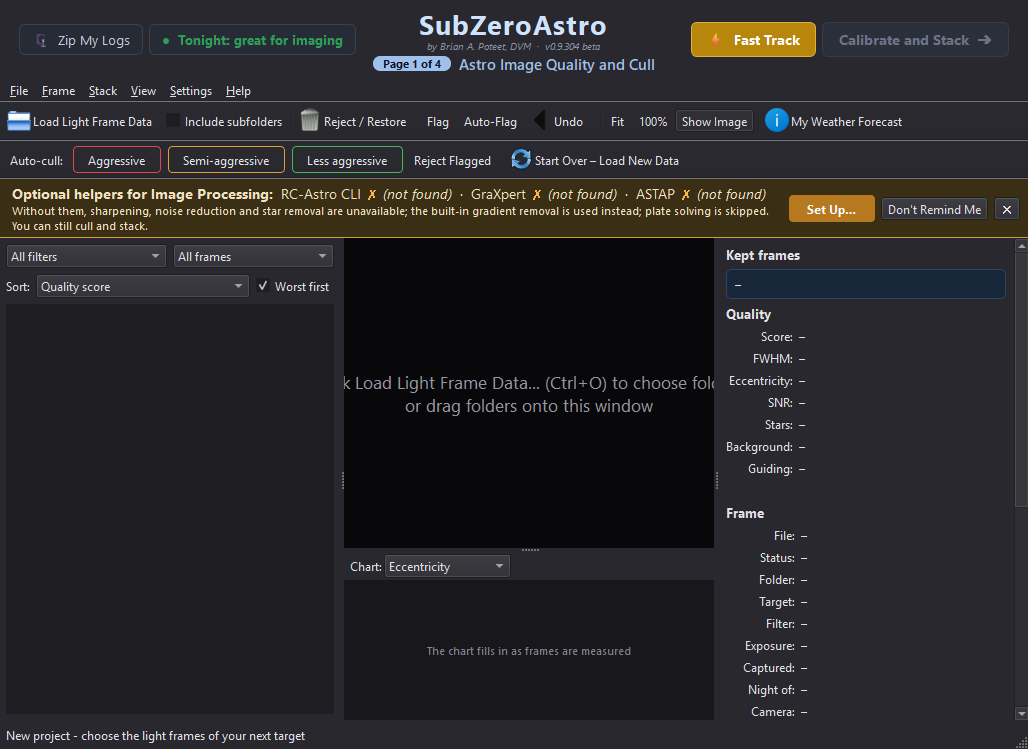 Zip My Logs
● Tonight: great for imaging
SubZeroAstro
by Brian A. Poteet, DVM · v0.9.304 beta
Page 1 of 4 Astro Image Quality and Cull
Fast Track
Calibrate and Stack →
File Frame Stack View Settings Help
Load Light Frame Data Include subfolders Reject / Restore Flag Auto-Flag Undo Fit 100% Show Image My Weather Forecast
Auto-cull: Aggressive Semi-aggressive Less aggressive Reject Flagged Start Over – Load New Data
Optional helpers for Image Processing: RC-Astro CLI ✗ (not found) · GraXpert ✗ (not found) · ASTAP ✗ (not found)
Without them, sharpening, noise reduction and star removal are unavailable; the built-in gradient removal is used instead; plate solving is skipped.
You can still cull and stack.
Set Up... Don't Remind Me ✕
All filters All frames
Sort: Quality score Worst first
k Load Light Frame Data... (Ctrl+O) to choose fol
or drag folders onto this window
Chart: Eccentricity
The chart fills in as frames are measured
Kept frames
–
Quality
Score: –
FWHM: –
Eccentricity: –
SNR: –
Stars: –
Background: –
Guiding: –
Frame
File: –
Status: –
Folder: –
Target: –
Filter: –
Exposure: –
Captured: –
Night of: –
Camera: –
New project - choose the light frames of your next target